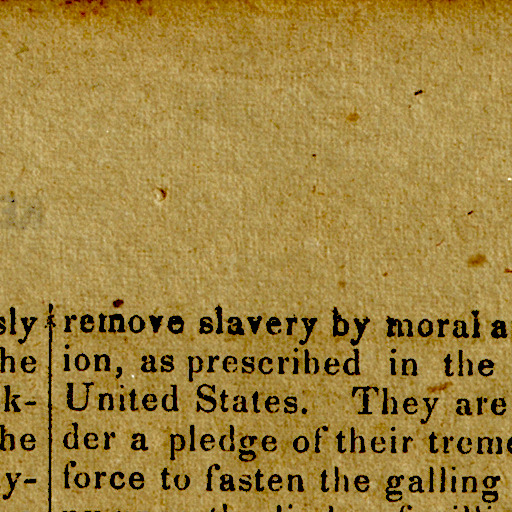 sly
he
k-
he
y-
remove slavery by moral a
ion, as prescribed in the
United States. They are
der a pledge of their treme
force to fasten the galling